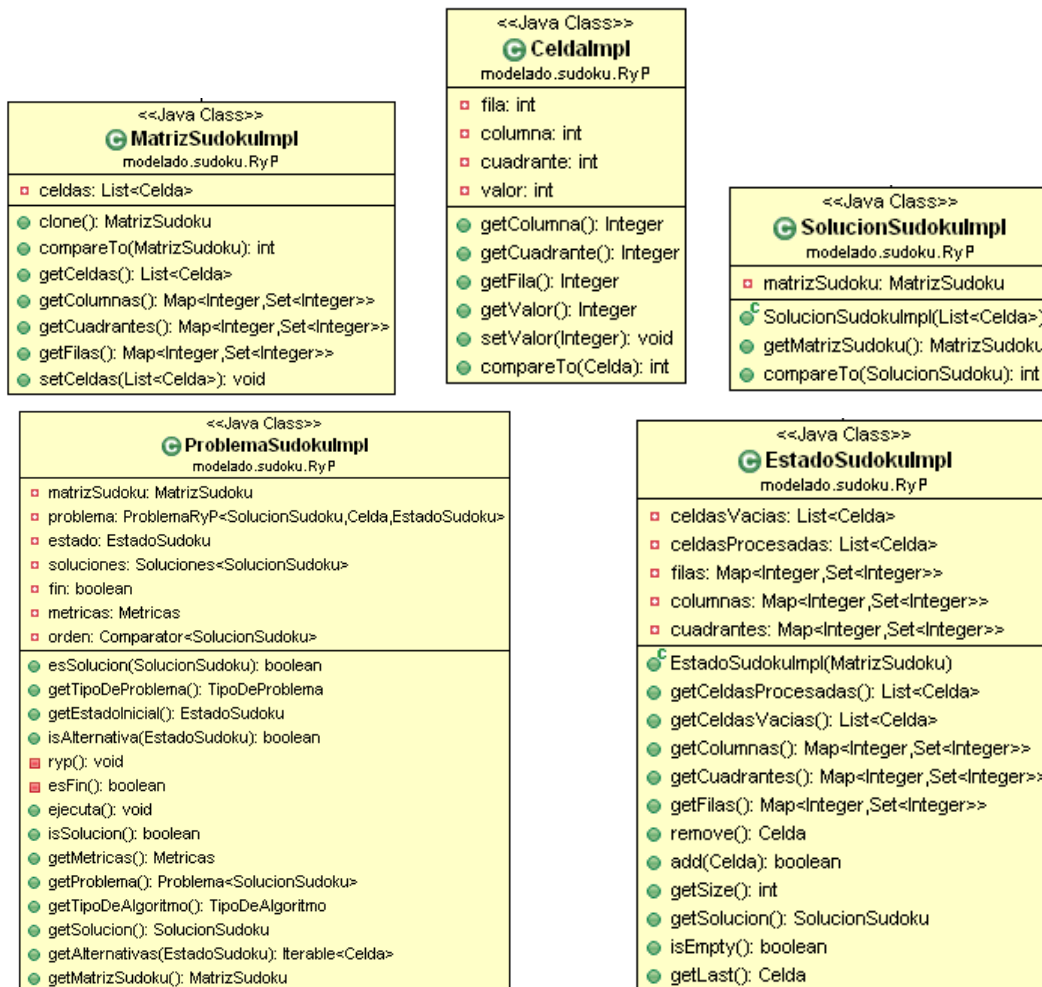 <<Java Class>>
MatrizSudokuImpl
modelado.sudoku.RyP
celdas: List<Celda>
clone(): MatrizSudoku
compareTo(MatrizSudoku): int
getCeldas(): List<Celda>
getColumnas(): Map<Integer,Set<Integer>>
getCuadrantes(): Map<Integer,Set<Integer>>
getFilas(): Map<Integer,Set<Integer>>
setCeldas(List<Celda>): void
<<Java Class>>
CeldaImpl
modelado.sudoku.RyP
fila: int
columna: int
cuadrante: int
valor: int
getColumna(): Integer
getCuadrante(): Integer
getFila(): Integer
getValor(): Integer
setValor(Integer): void
compareTo(Celda): int
<<Java Class>>
SolucionSudokuImpl
modelado.sudoku.RyP
matrizSudoku: MatrizSudoku
SolucionSudokuImpl(List<Celda>)
getMatrizSudoku(): MatrizSudoku
compareTo(SolucionSudoku): int
<<Java Class>>
ProblemaSudokuImpl
modelado.sudoku.RyP
matrizSudoku: MatrizSudoku
problema: ProblemaRyP<SolucionSudoku,Celda,EstadoSudoku>
estado: EstadoSudoku
soluciones: Soluciones<SolucionSudoku>
fin: boolean
metricas: Metricas
orden: Comparator<SolucionSudoku>
esSolucion(SolucionSudoku): boolean
getTipoDeProblema(): TipoDeProblema
getEstadoInicial(): EstadoSudoku
isAlternativa(EstadoSudoku): boolean
ryp(): void
esFin(): boolean
ejecuta(): void
isSolucion(): boolean
getMetricas(): Metricas
getProblema(): Problema<SolucionSudoku>
getTipoDeAlgoritmo(): TipoDeAlgoritmo
getSolucion(): SolucionSudoku
getAlternativas(EstadoSudoku): Iterable<Celda>
getMatrizSudoku(): MatrizSudoku
<<Java Class>>
EstadoSudokuImpl
modelado.sudoku.RyP
celdasVacias: List<Celda>
celdasProcesadas: List<Celda>
filas: Map<Integer,Set<Integer>>
columnas: Map<Integer,Set<Integer>>
cuadrantes: Map<Integer,Set<Integer>>
EstadoSudokuImpl(MatrizSudoku)
getCeldasProcesadas(): List<Celda>
getCeldasVacias(): List<Celda>
getColumnas(): Map<Integer,Set<Integer>>
getCuadrantes(): Map<Integer,Set<Integer>>
getFilas(): Map<Integer,Set<Integer>>
remove(): Celda
add(Celda): boolean
getSize(): int
getSolucion(): SolucionSudoku
isEmpty(): boolean
getLast(): Celda